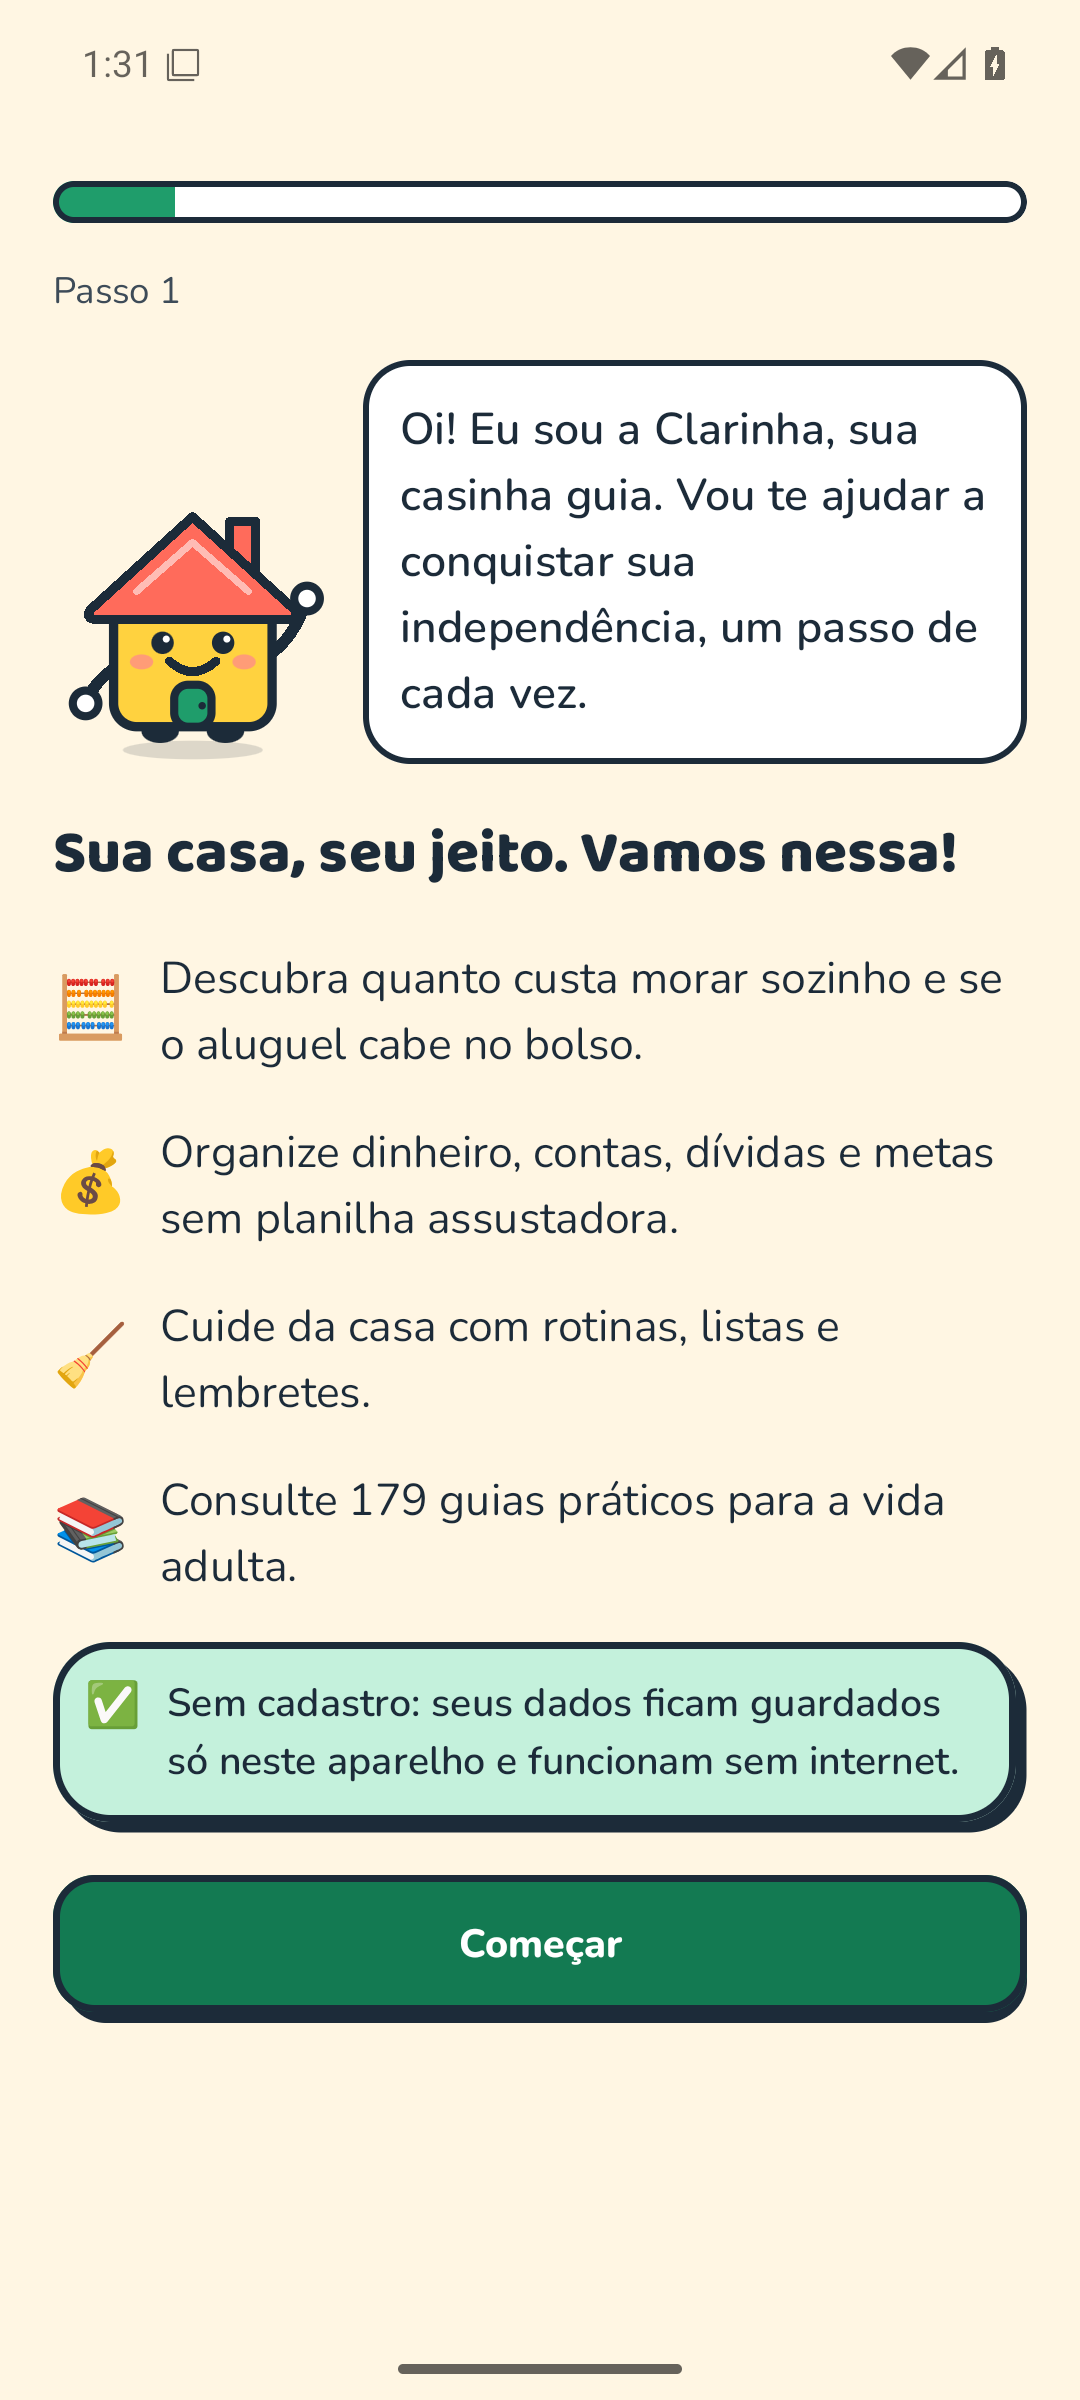 1:31
Passo 1
Oi! Eu sou a Clarinha, sua
casinha guia. Vou te ajudar a
conquistar sua
independência, um passo de
cada vez.
Sua casa, seu jeito. Vamos nessa!
Descubra quanto custa morar sozinho e se
o aluguel cabe no bolso.
Organize dinheiro, contas, dívidas e metas
sem planilha assustadora.
Cuide da casa com rotinas, listas e
lembretes.
Consulte 179 guias práticos para a vida
adulta.
Sem cadastro: seus dados ficam guardados
só neste aparelho e funcionam sem internet.
Começar